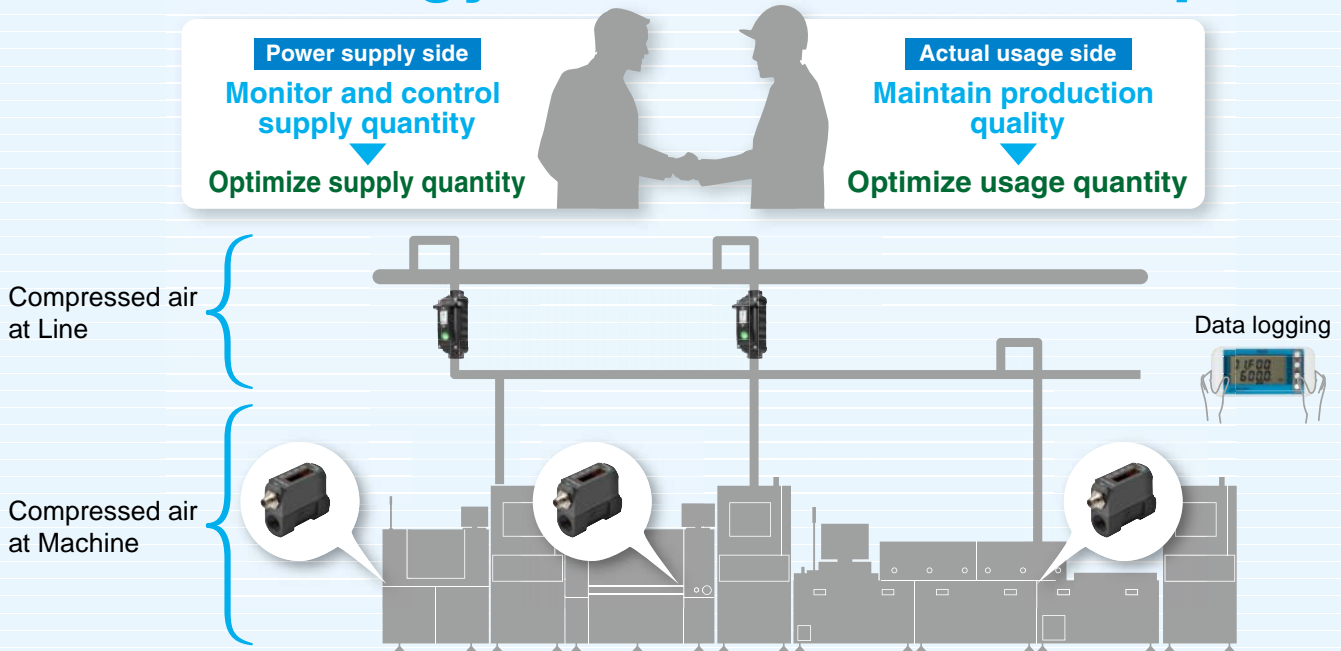 Power supply side
Monitor and control
supply quantity
Optimize supply quantity
Actual usage side
Maintain production
quality
Optimize usage quantity
Compressed air
at Line
Data logging
6000
Compressed air
at Machine